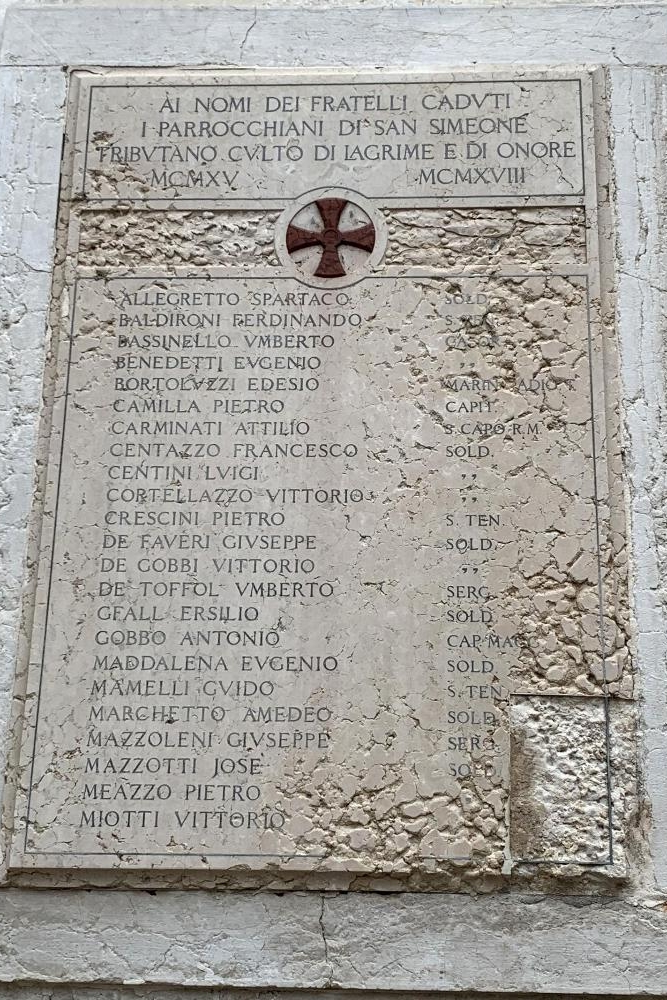 AI NOMI DEI FRATELLI CADVTI
I PARROCCHIANI DI SAN SIMEONE
TRIBVTANO CVLTO DI LAGRIME E DI ONORE
MCMXV MCMXVIII
ALLEGRETTO SPARTACO SOLD.
BALDIRONI FERDINANDO
BASSINELLO VMBERTO
BENEDETTI EVGENIO
BORTOLVZZI EDESIO MARIN.
CAMILLA PIETRO CAPIT.
CARMINATI ATTILIO S. CAPO R.M.
CENTAZZO FRANCESCO SOLD.
CENTINI LVIGI „
CORTELLAZZO VITTORIO „
CRESCINI PIETRO S. TEN.
DE FAVERI GIVSEPPE SOLD.
DE GOBBI VITTORIO „
DE TOFFOL VMBERTO SERG.
GFALL ERSILIO SOLD.
GOBBO ANTONIO CAP. MAGG.
MADDALENA EVGENIO SOLD.
MAMELLI GVIDO S. TEN.
MARCHETTO AMEDEO SOLD.
MAZZOLENI GIVSEPPE SERG.
MAZZOTTI JOSE SOLD.
MEAZZO PIETRO
MIOTTI VITTORIO